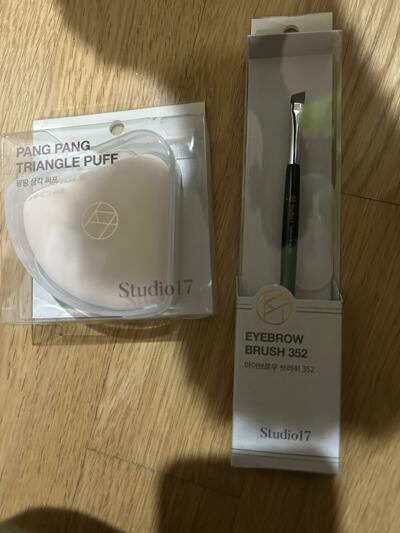 PANG PANG
TRIANGLE PUFF
팡팡 삼각 퍼프
Studio17
EYEBROW
BRUSH 352
아이브로우 브러쉬 352
Studio17